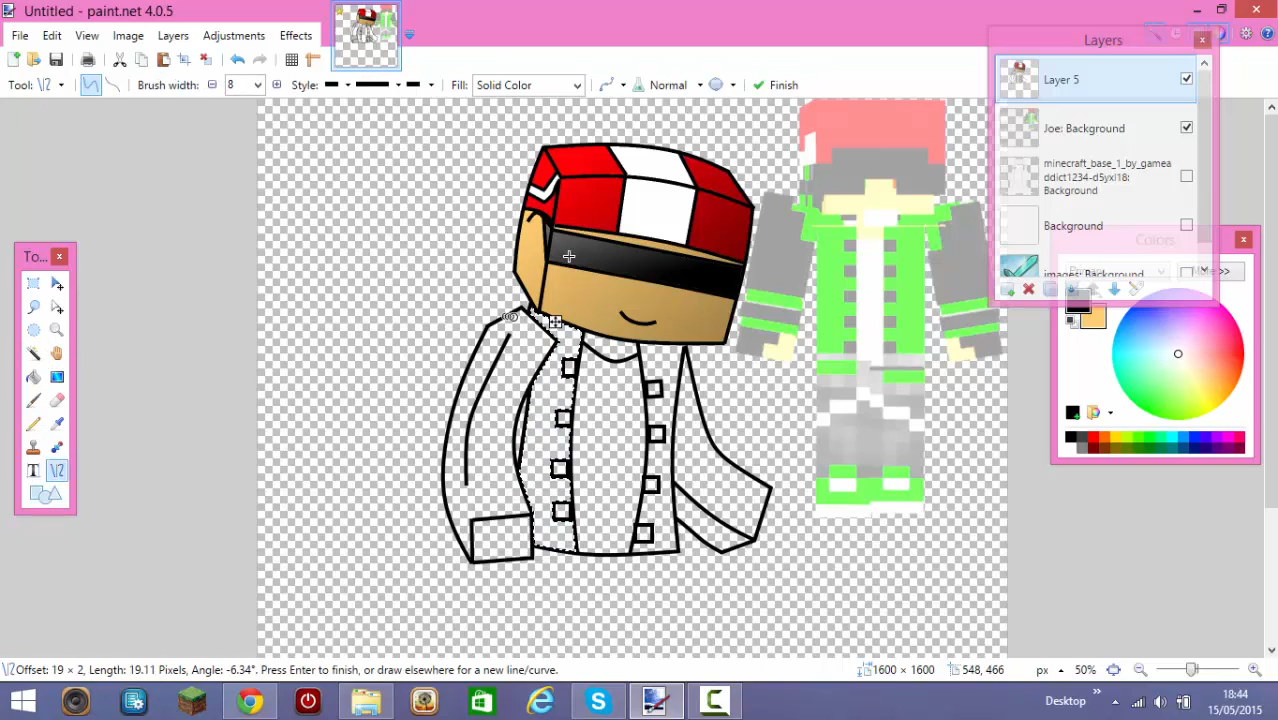 Untitled - paint.net 4.0.5
File Edit View Image Layers Adjustments Effects
Tool: Brush width: 8 Style: Fill: Solid Color Normal Finish
Layers
Layer 5
Joe: Background
minecraft_base_1_by_gamea
ddict1234-d5yxl18:
Background
Background
images: Background
To...
Colors
Offset: 19 × 2, Length: 19.11 Pixels, Angle: -6.34°. Press Enter to finish, or draw elsewhere for a new line/curve.
1600 × 1600 548, 466 px 50%
Desktop
18:44
15/05/2015